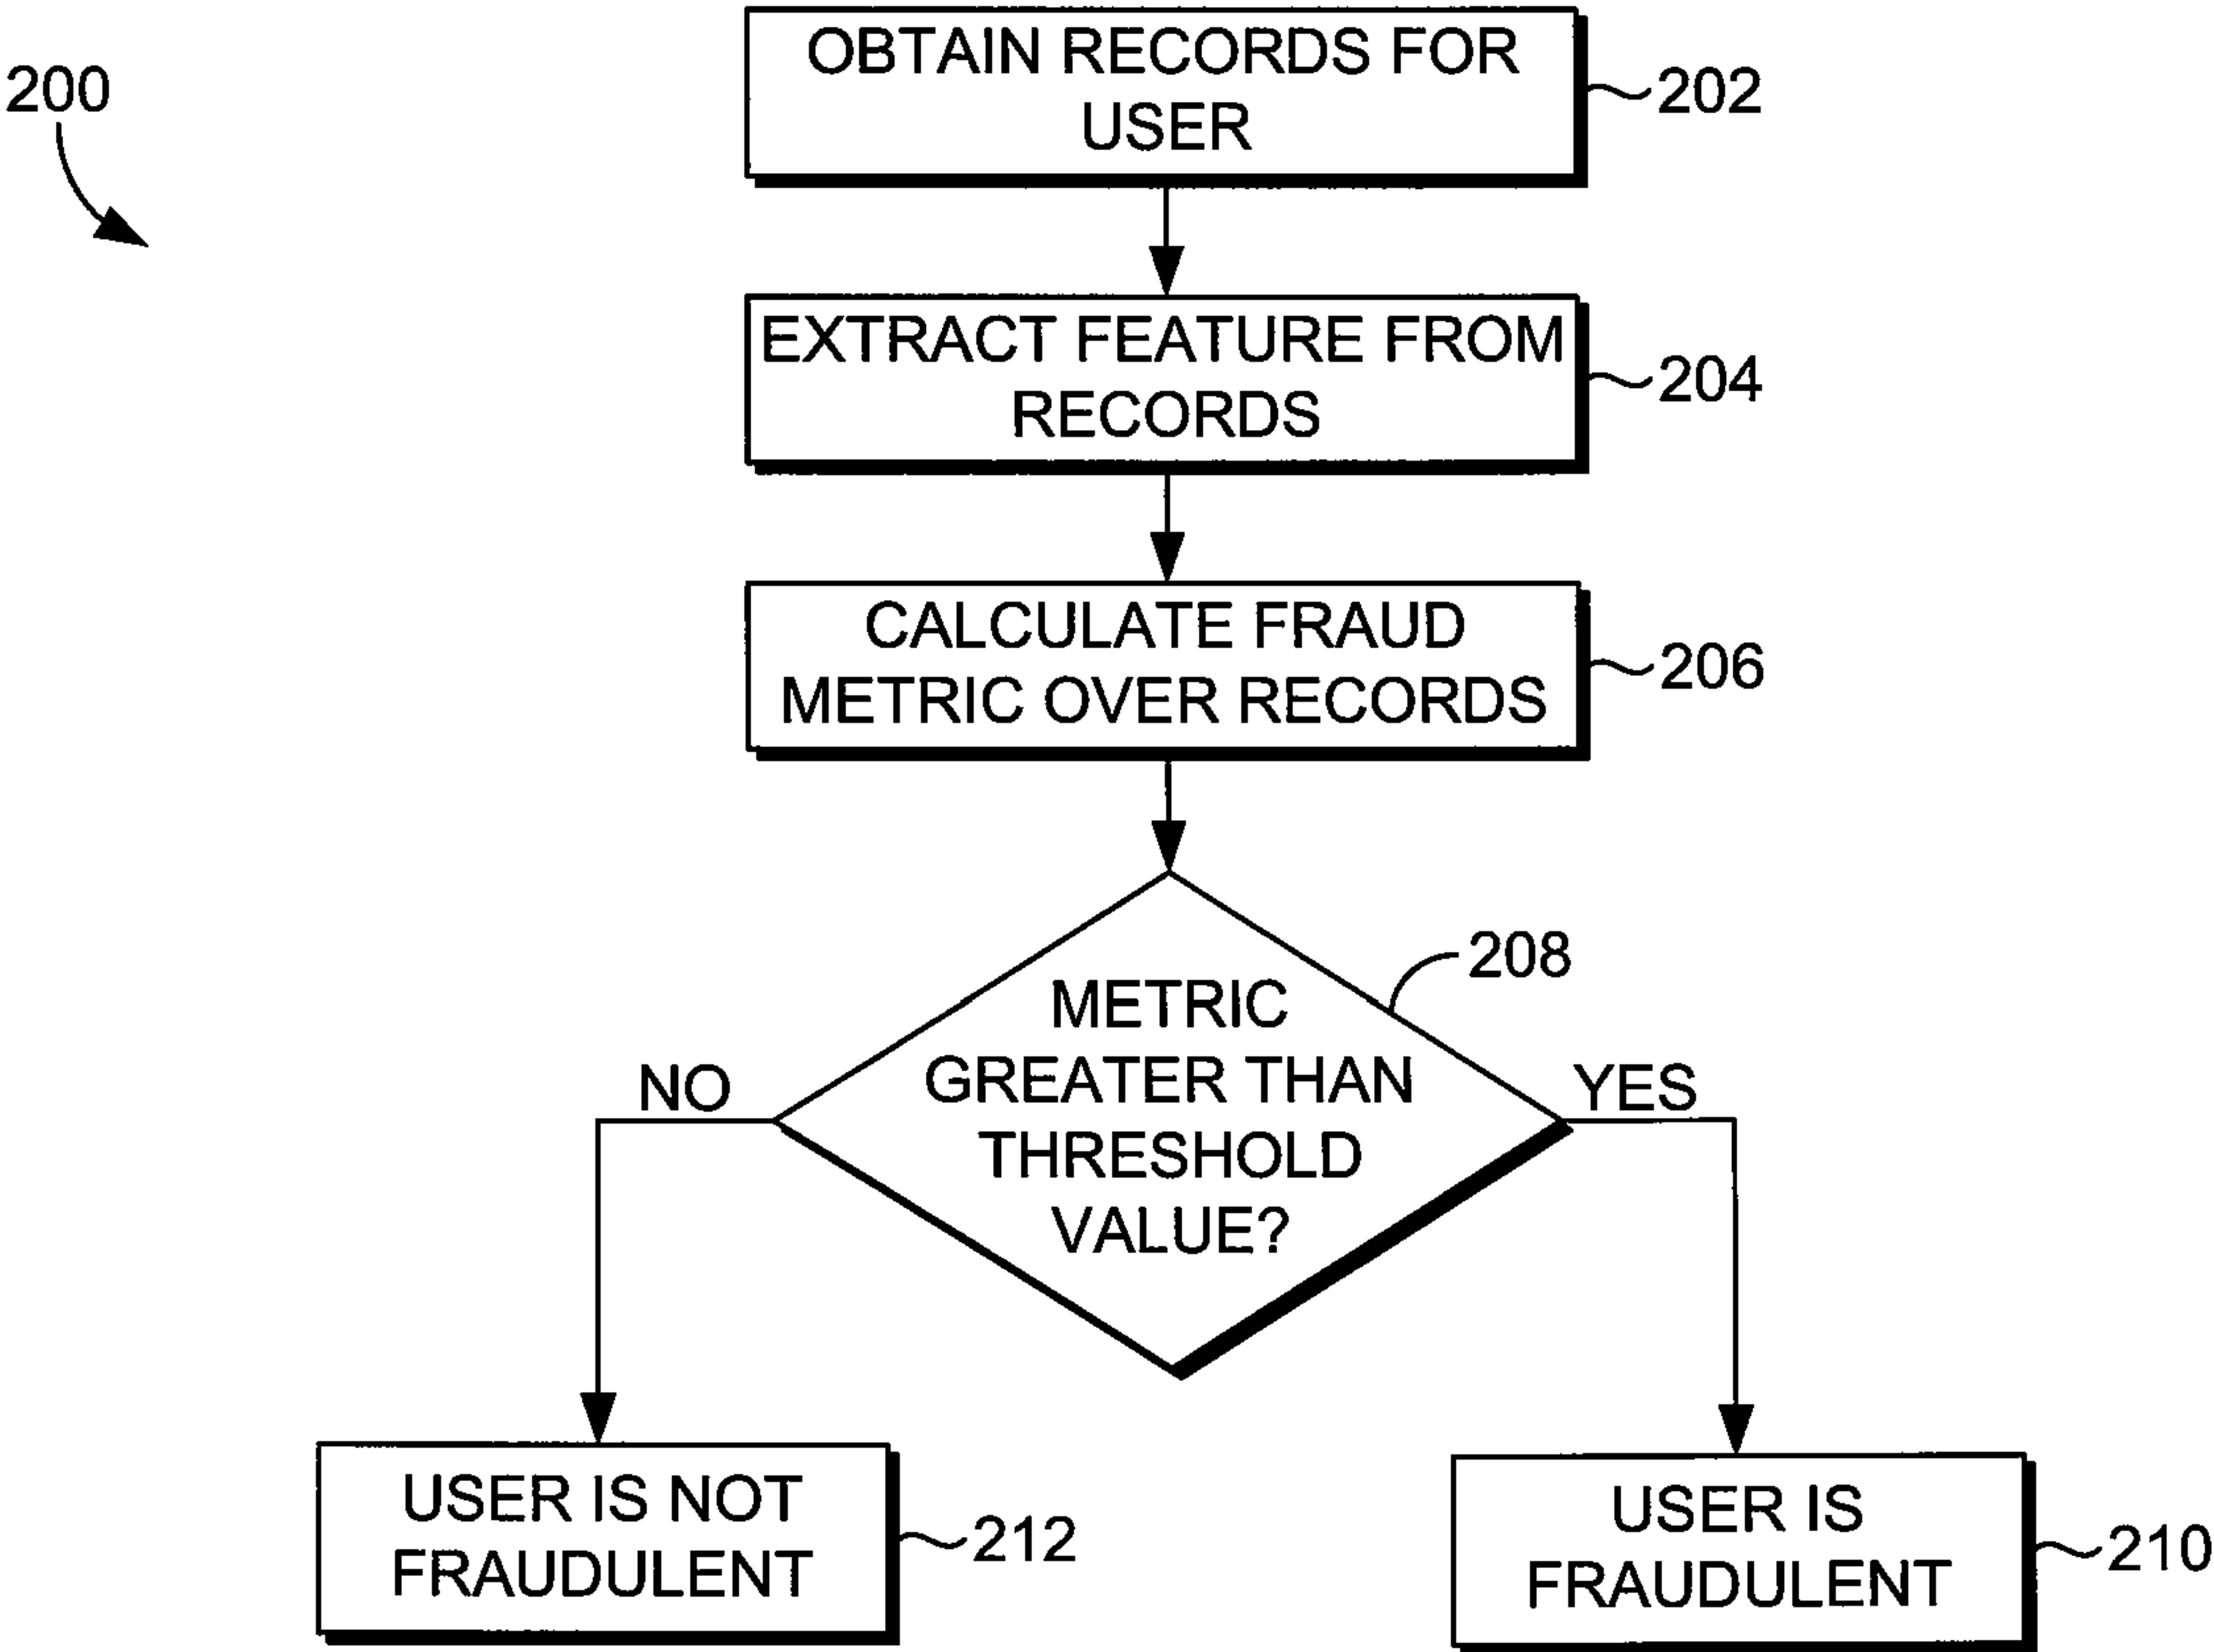 200
OBTAIN RECORDS FOR
USER
202
EXTRACT FEATURE FROM
RECORDS
204
CALCULATE FRAUD
METRIC OVER RECORDS
206
208
METRIC
GREATER THAN
THRESHOLD
VALUE?
NO
YES
USER IS NOT
FRAUDULENT
212
USER IS
FRAUDULENT
210